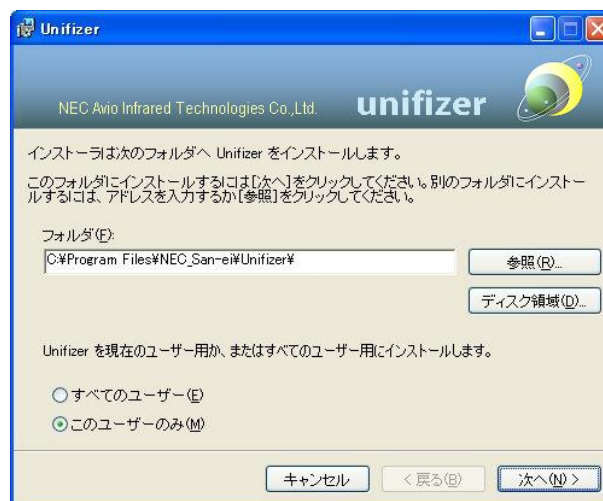 Unifizer
NEC Avio Infrared Technologies Co.,Ltd.
unifizer
インストーラは次のフォルダへ Unifizer をインストールします。
このフォルダにインストールするには[次へ]をクリックしてください。別のフォルダにインストー
ルするには、アドレスを入力するか[参照]をクリックしてください。
フォルダ(F):
C:¥Program Files¥NEC_San-ei¥Unifizer¥
参照(R)...
ディスク領域(D)...
Unifizer を現在のユーザー用か、またはすべてのユーザー用にインストールします。
すべてのユーザー(E)
このユーザーのみ(M)
キャンセル
< 戻る(B)
次へ(N) >